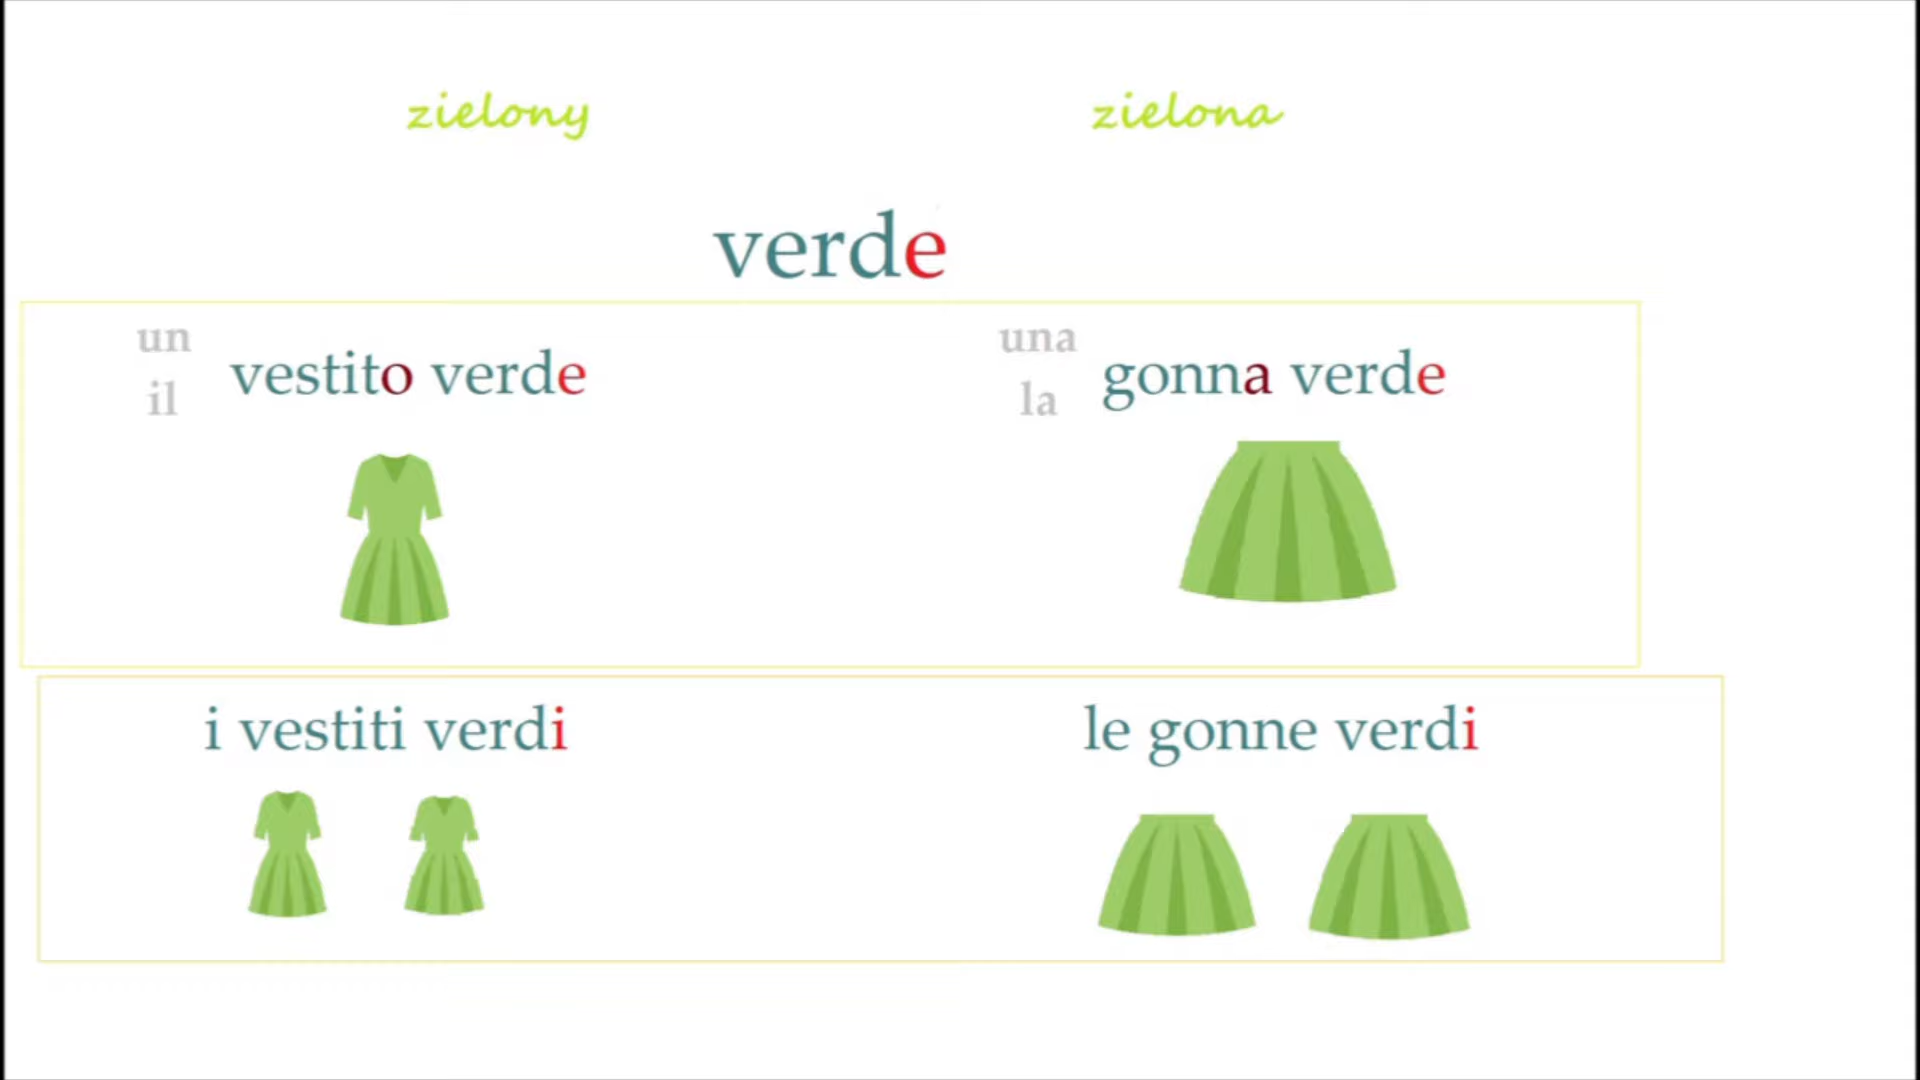 zielony
zielona
verde
un
il
vestito verde
una
la
gonna verde
i vestiti verdi
le gonne verdi